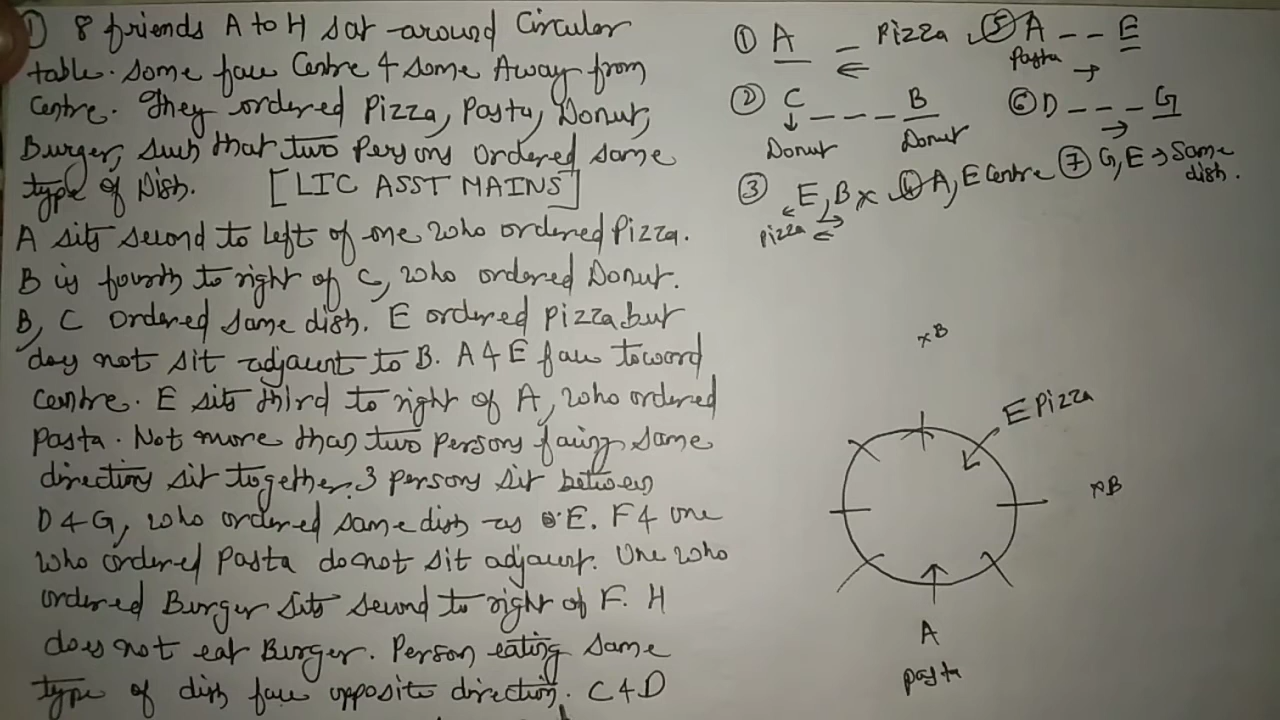 1) 8 friends A to H sat around Circular
table. Some face Centre & some Away from
Centre. They ordered Pizza, Pasta, Donut,
Burger, such that two Persons ordered same
type of Dish. [LIC ASST MAINS]
A sits second to left of one who ordered Pizza.
B is fourth to right of C, who ordered Donut.
B, C ordered same dish. E ordered pizza but
does not sit adjacent to B. A & E face toward
Centre. E sits third to right of A, who ordered
Pasta. Not more than two persons facing same
directions sit together. 3 persons sit between
D & G, who ordered same dish as E. F & one
who ordered Pasta do not sit adjacent. One who
ordered Burger sits second to right of F. H
does not eat Burger. Person eating same
type of dish face opposite direction. C & D
① A _ Pizza
② C _ _ _ B
Donut Donut
③ E, B ×
Pizza
④ A, E Centre
⑤ A _ _ E
Pasta
⑥ D _ _ _ G
⑦ G, E → Same
dish.
×B
E Pizza
×B
A
Pasta